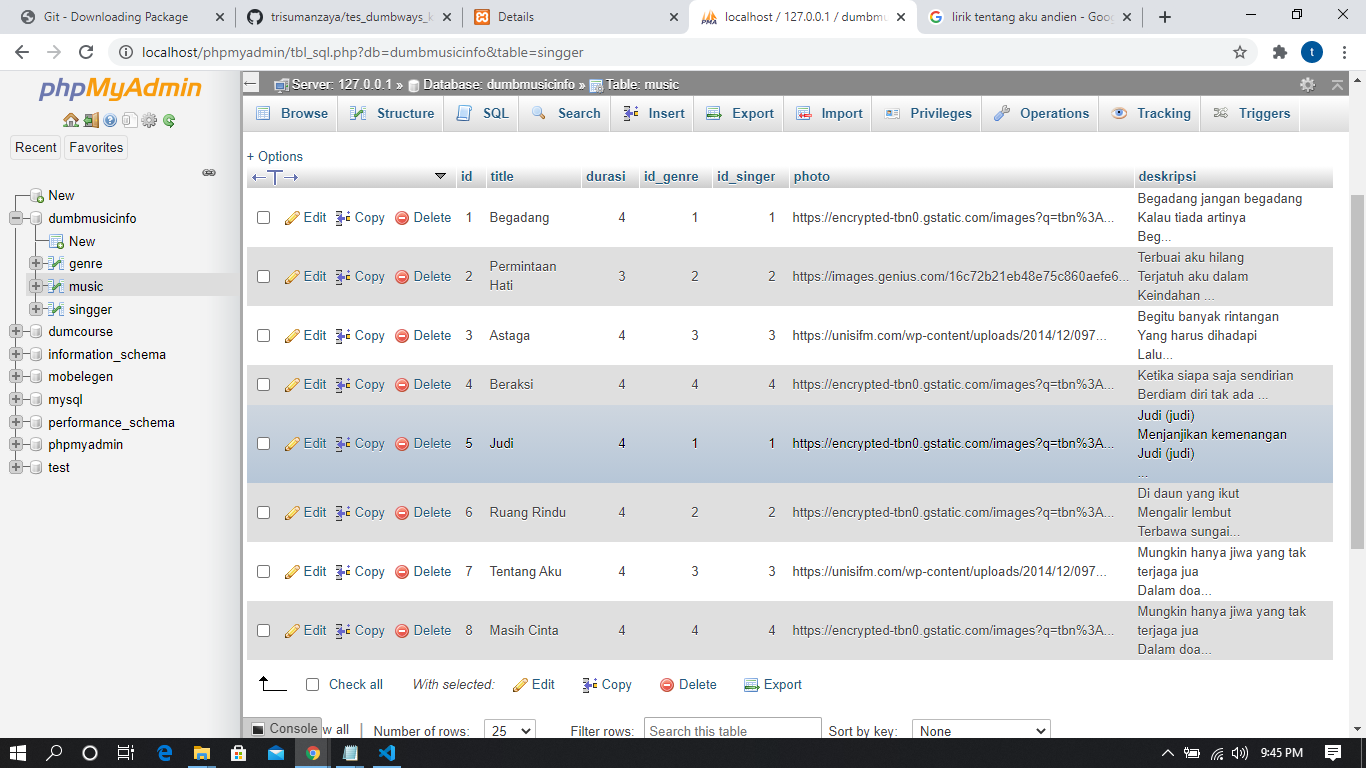 Git - Downloading Package
trisumanzaya/tes_dumbways_k
Details
localhost / 127.0.0.1 / dumbmu
lirik tentang aku andien - Goo
localhost/phpmyadmin/tbl_sql.php?db=dumbmusicinfo&table=singger
t
phpMyAdmin
Recent
Favorites
New
dumbmusicinfo
New
genre
music
singger
dumcourse
information_schema
mobelegen
mysql
performance_schema
phpmyadmin
test
Server: 127.0.0.1 » Database: dumbmusicinfo » Table: music
Browse Structure SQL Search Insert Export Import Privileges Operations Tracking Triggers
+ Options
id title durasi id_genre id_singer photo deskripsi
Edit Copy Delete 1 Begadang 4 1 1 https://encrypted-tbn0.gstatic.com/images?q=tbn%3A... Begadang jangan begadang
Kalau tiada artinya
Beg...
Edit Copy Delete 2 Permintaan Hati 3 2 2 https://images.genius.com/16c72b21eb48e75c860aefe6... Terbuai aku hilang
Terjatuh aku dalam
Keindahan ...
Edit Copy Delete 3 Astaga 4 3 3 https://unisifm.com/wp-content/uploads/2014/12/097... Begitu banyak rintangan
Yang harus dihadapi
Lalu...
Edit Copy Delete 4 Beraksi 4 4 4 https://encrypted-tbn0.gstatic.com/images?q=tbn%3A... Ketika siapa saja sendirian
Berdiam diri tak ada ...
Edit Copy Delete 5 Judi 4 1 1 https://encrypted-tbn0.gstatic.com/images?q=tbn%3A... Judi (judi)
Menjanjikan kemenangan
Judi (judi)
...
Edit Copy Delete 6 Ruang Rindu 4 2 2 https://encrypted-tbn0.gstatic.com/images?q=tbn%3A... Di daun yang ikut
Mengalir lembut
Terbawa sungai...
Edit Copy Delete 7 Tentang Aku 4 3 3 https://unisifm.com/wp-content/uploads/2014/12/097... Mungkin hanya jiwa yang tak
terjaga jua
Dalam doa...
Edit Copy Delete 8 Masih Cinta 4 4 4 https://encrypted-tbn0.gstatic.com/images?q=tbn%3A... Mungkin hanya jiwa yang tak
terjaga jua
Dalam doa...
Check all With selected: Edit Copy Delete Export
Console
w all | Number of rows: 25 Filter rows: Search this table Sort by key: None
9:45 PM